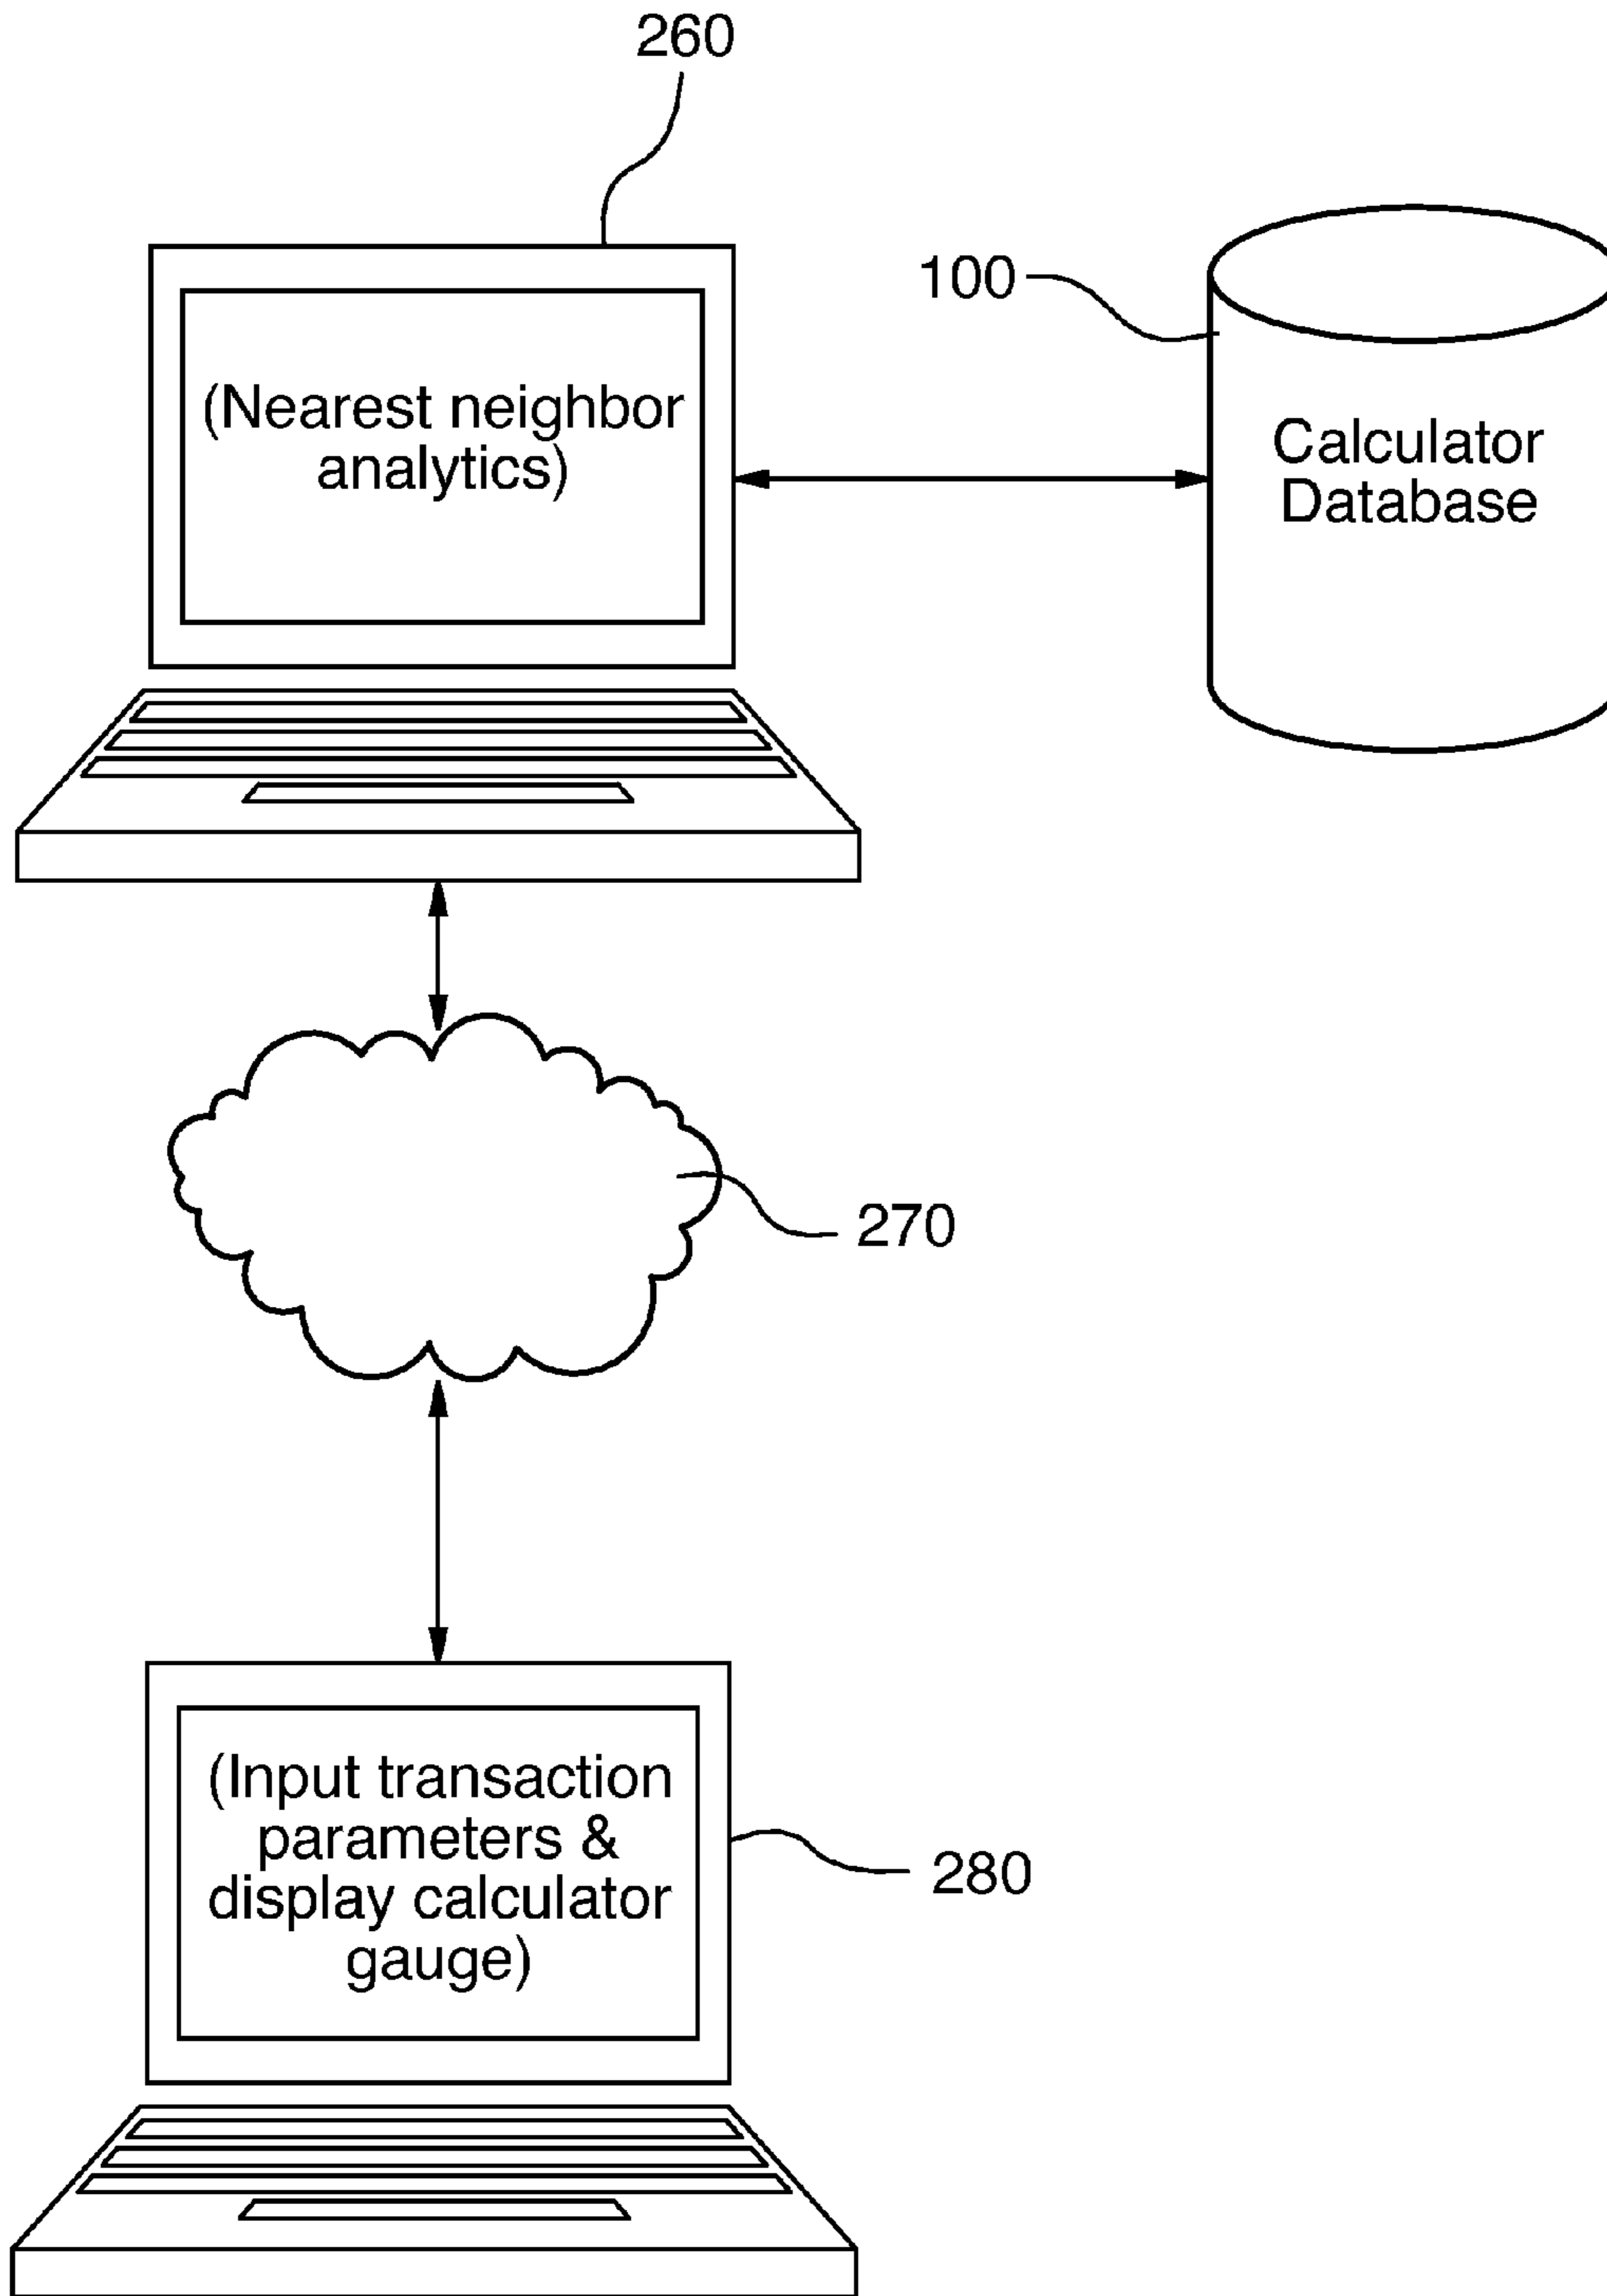 260
100
(Nearest neighbor
analytics)
Calculator
Database
270
(Input transaction
parameters &
display calculator
gauge)
280